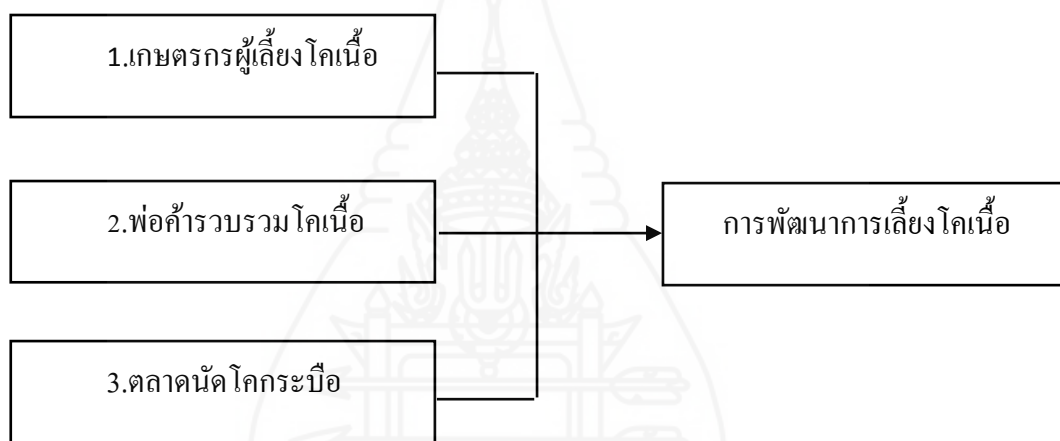 1.เกษตรกรผู้เลี้ยงโคเนื้อ
2.พ่อค้ารวบรวมโคเนื้อ
การพัฒนาการเลี้ยงโคเนื้อ
3.ตลาดนัดโคกระบือ